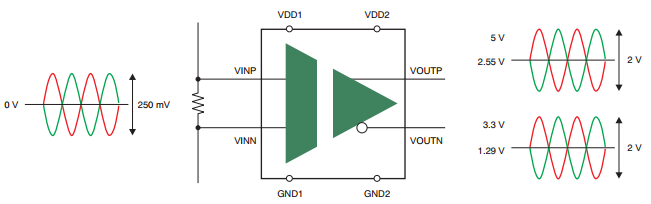 VDD1 VDD2
5 V
VINP VOUTP
2.55 V 2 V
0 V 250 mV
3.3 V
VINN VOUTN
1.29 V 2 V
GND1 GND2